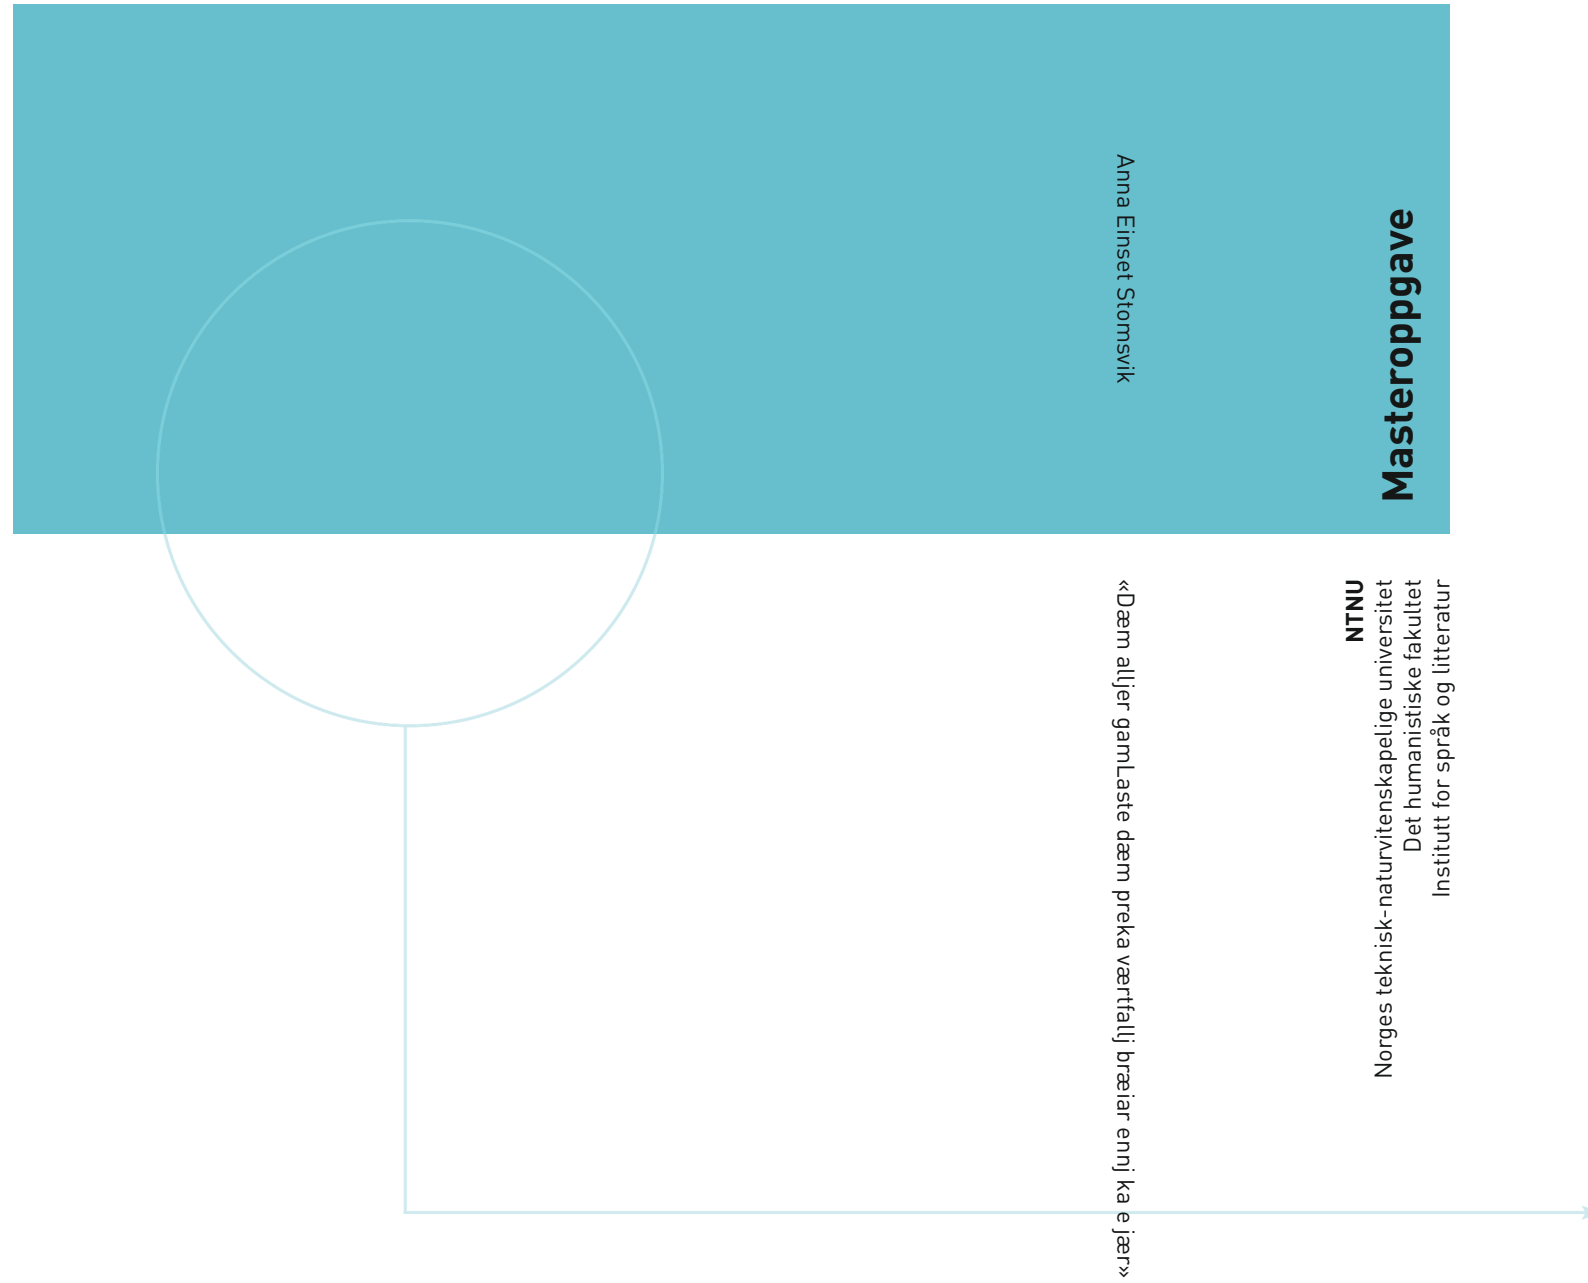 Anna Einset Stomsvik
«Dæm alljer gamLaste dæm preka værtfallj bræiar ennj ka e jær»
Masteroppgave
NTNU
Norges teknisk-naturvitenskapelige universitet
Det humanistiske fakultet
Institutt for språk og litteratur